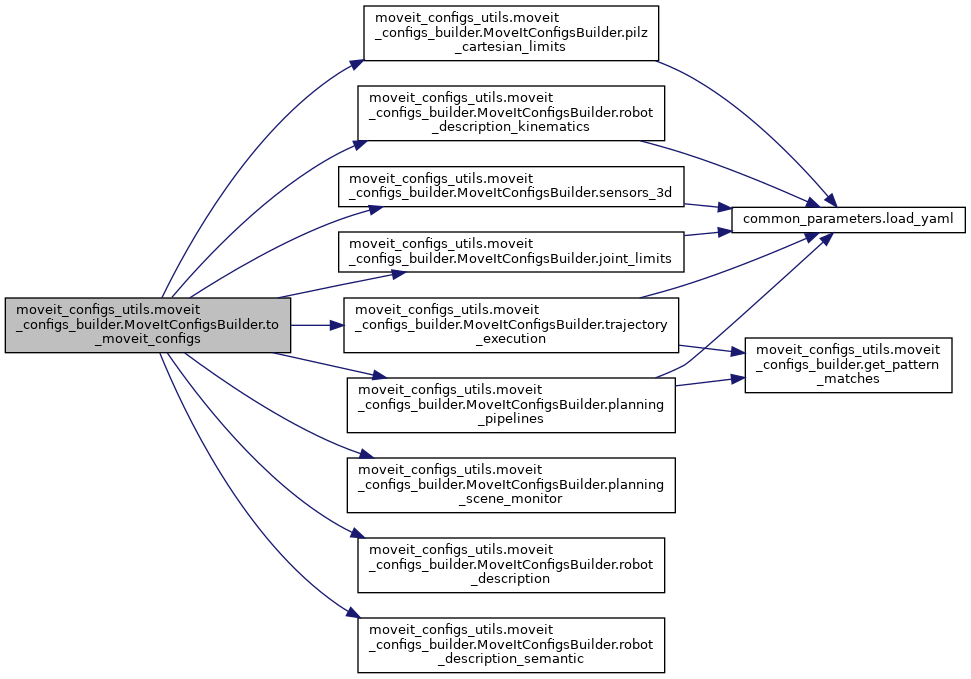 moveit_configs_utils.moveit
_configs_builder.MoveItConfigsBuilder.pilz
_cartesian_limits
moveit_configs_utils.moveit
_configs_builder.MoveItConfigsBuilder.robot
_description_kinematics
moveit_configs_utils.moveit
_configs_builder.MoveItConfigsBuilder.sensors_3d
common_parameters.load_yaml
moveit_configs_utils.moveit
_configs_builder.MoveItConfigsBuilder.joint_limits
moveit_configs_utils.moveit
_configs_builder.MoveItConfigsBuilder.to
_moveit_configs
moveit_configs_utils.moveit
_configs_builder.MoveItConfigsBuilder.trajectory
_execution
moveit_configs_utils.moveit
_configs_builder.get_pattern
_matches
moveit_configs_utils.moveit
_configs_builder.MoveItConfigsBuilder.planning
_pipelines
moveit_configs_utils.moveit
_configs_builder.MoveItConfigsBuilder.planning
_scene_monitor
moveit_configs_utils.moveit
_configs_builder.MoveItConfigsBuilder.robot
_description
moveit_configs_utils.moveit
_configs_builder.MoveItConfigsBuilder.robot
_description_semantic